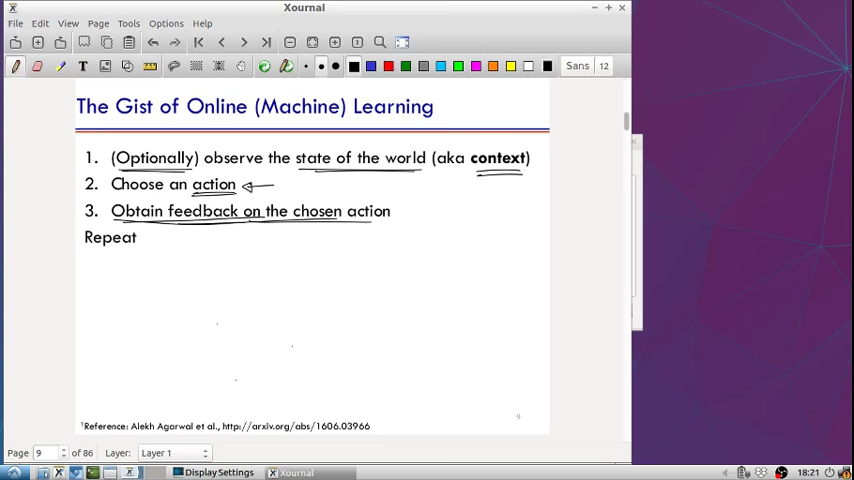 Xournal
File Edit View Page Tools Options Help
Sans 12
The Gist of Online (Machine) Learning
1. (Optionally) observe the state of the world (aka context)
2. Choose an action
3. Obtain feedback on the chosen action
Repeat
9
1Reference: Alekh Agarwal et al., http://arxiv.org/abs/1606.03966
Page 9 of 86 Layer: Layer 1
Display Settings Xournal 18:21